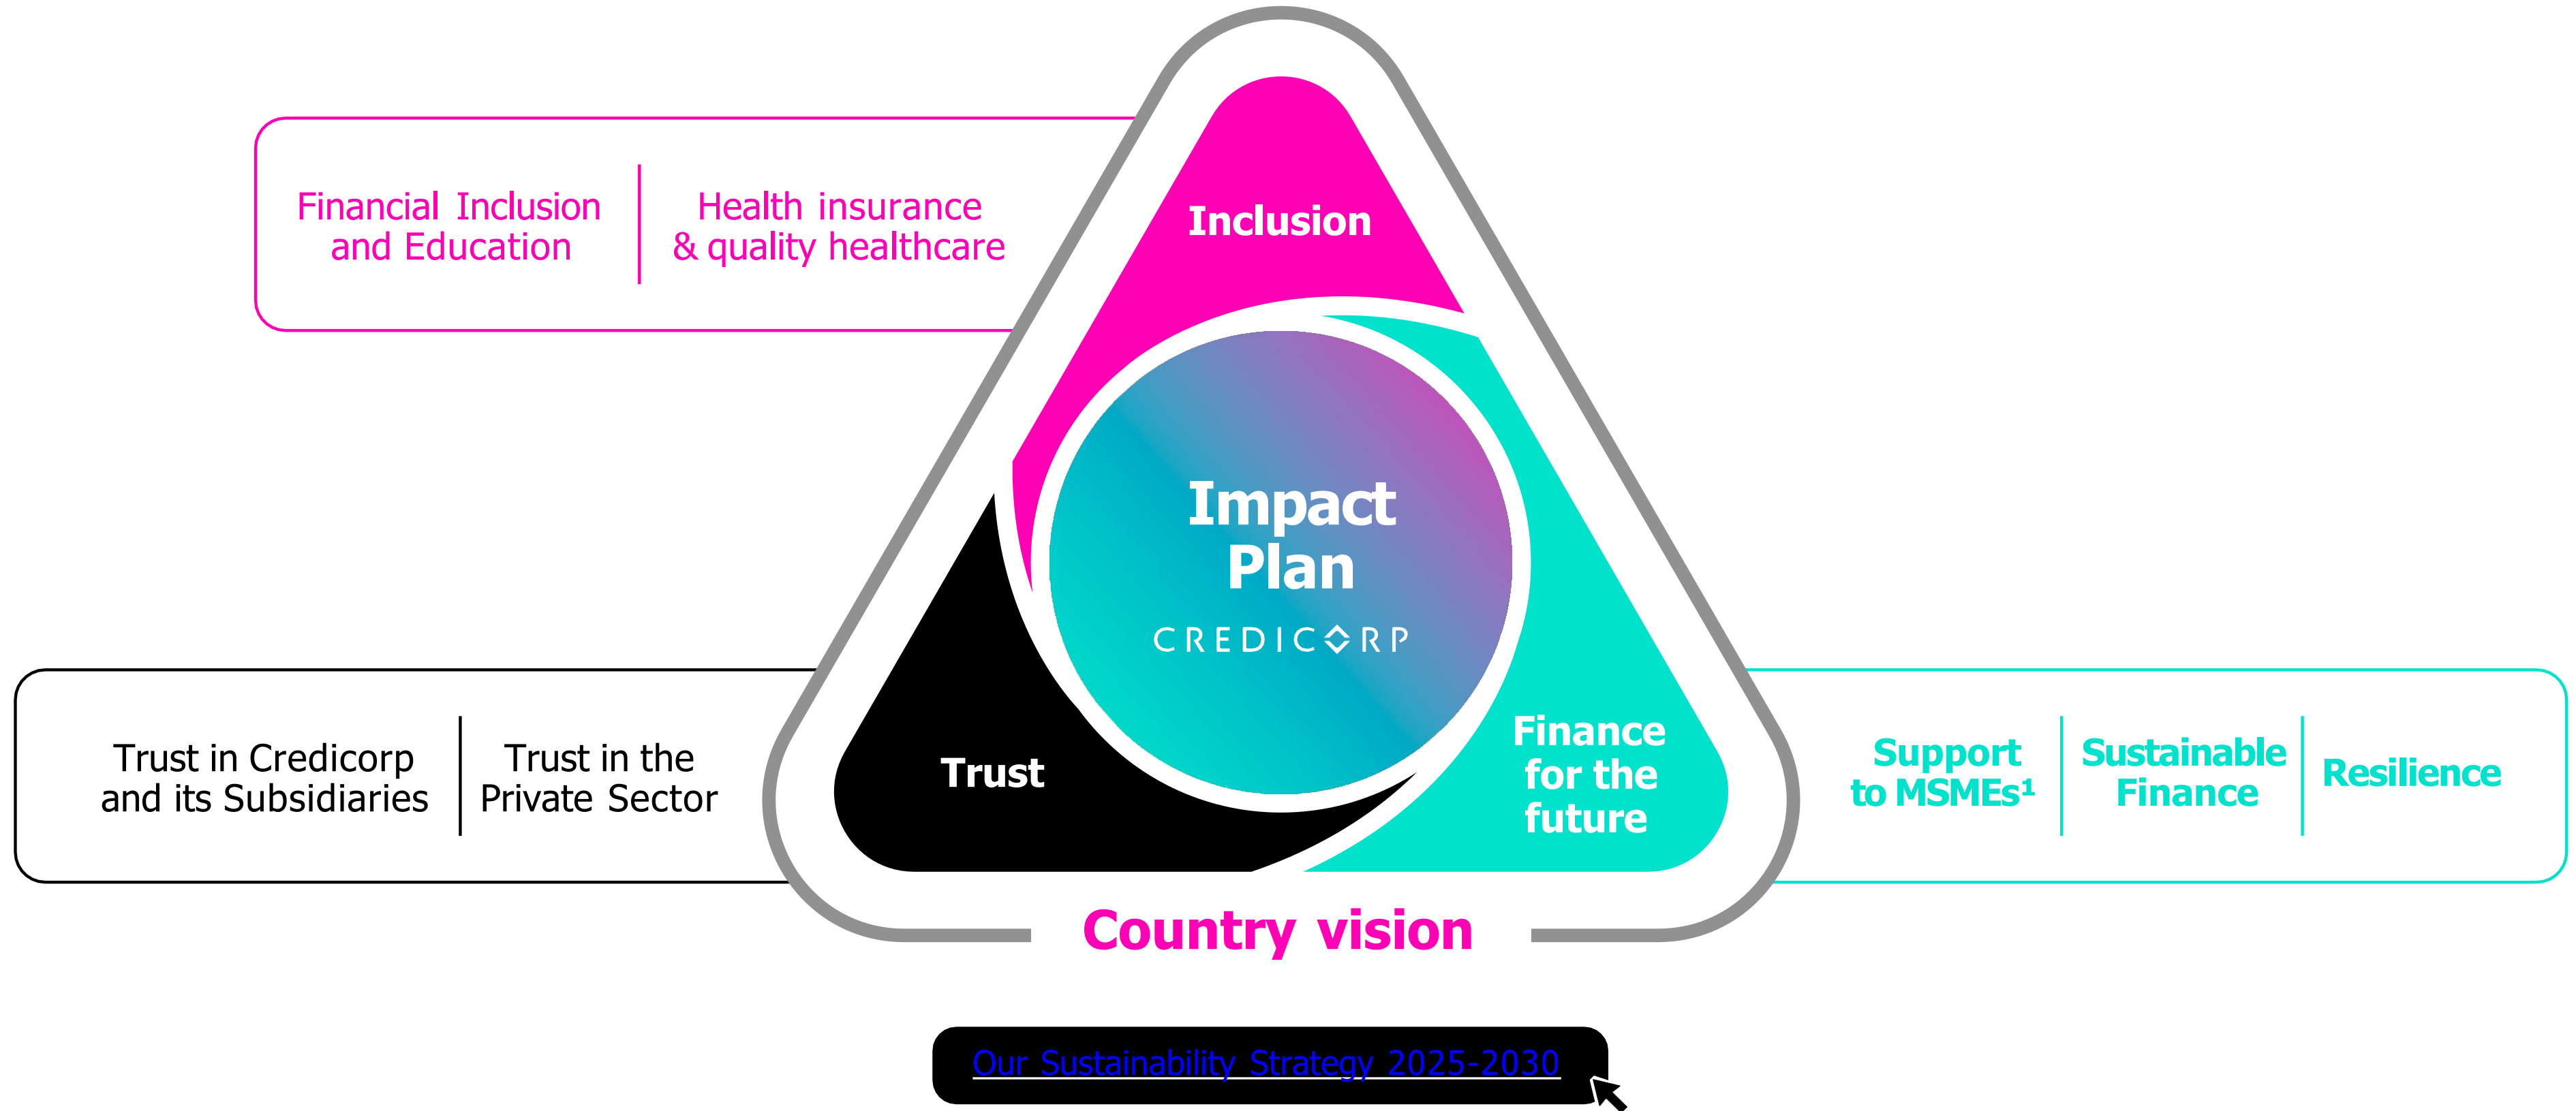 Inclusion
Financial Inclusion
and Education
Health insurance
& quality healthcare
Impact
Plan
CREDICORP
Trust
Trust in Credicorp
and its Subsidiaries
Trust in the
Private Sector
Finance
for the
future
Support
to MSMEs¹
Sustainable
Finance
Resilience
Country vision
Our Sustainability Strategy 2025-2030